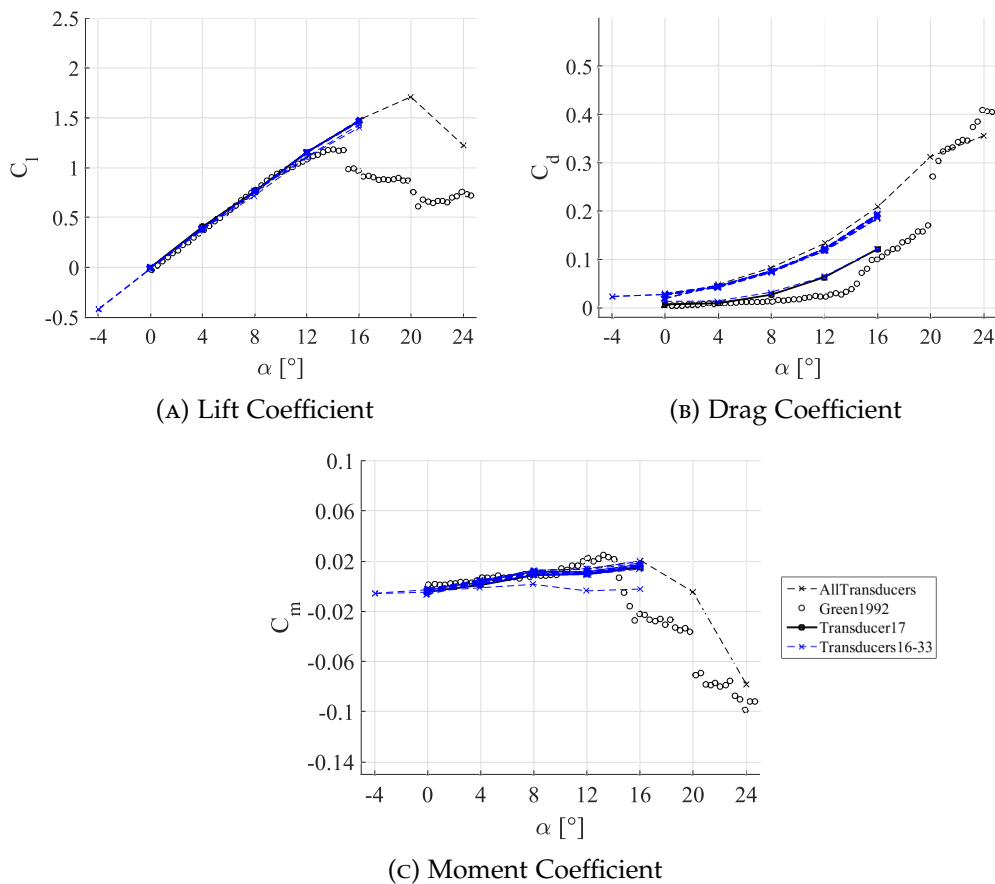 2.5
2
1.5
1
0.5
0
-0.5
C_l
-4 0 4 8 12 16 20 24
α [°]
(A) Lift Coefficient
0.5
0.4
0.3
0.2
0.1
0
C_d
-4 0 4 8 12 16 20 24
α [°]
(B) Drag Coefficient
0.1
0.06
0.02
-0.02
-0.06
-0.1
-0.14
C_m
-4 0 4 8 12 16 20 24
α [°]
AllTransducers
Green1992
Transducer17
Transducers16-33
(C) Moment Coefficient